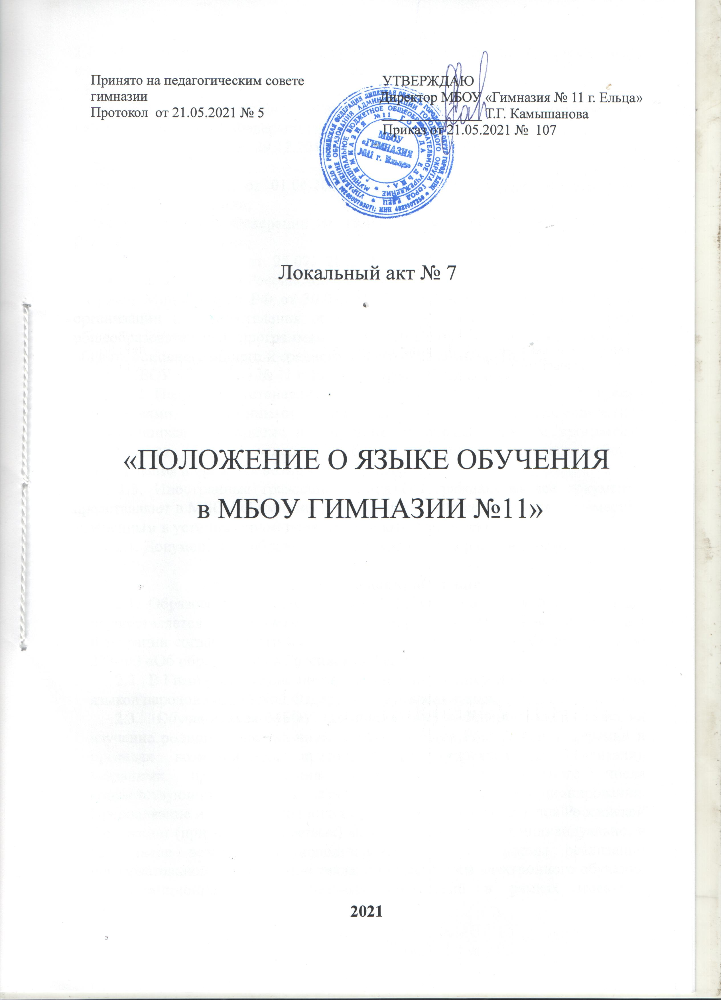 Принято на педагогическим совете
гимназии
Протокол от 21.05.2021 № 5
УТВЕРЖДАЮ
Директор МБОУ «Гимназия № 11 г. Ельца»
Т.Г. Камышанова
Приказ от 21.05.2021 № 107
МБОУ
«ГИМНАЗИЯ
№11 г. Ельца»
Локальный акт № 7
«ПОЛОЖЕНИЕ О ЯЗЫКЕ ОБУЧЕНИЯ
в МБОУ ГИМНАЗИИ №11»
2021